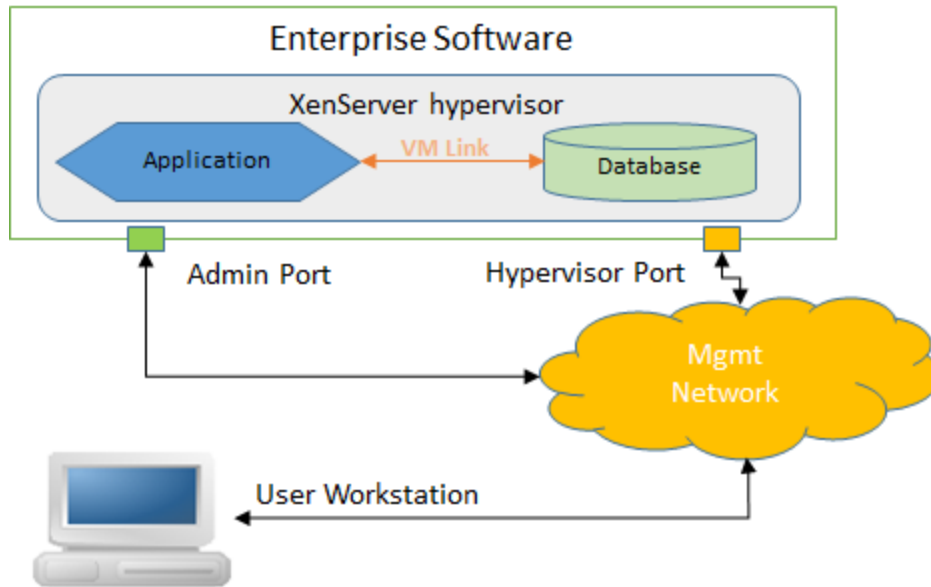 Enterprise Software
XenServer hypervisor
Application
VM Link
Database
Admin Port
Hypervisor Port
Mgmt
Network
User Workstation